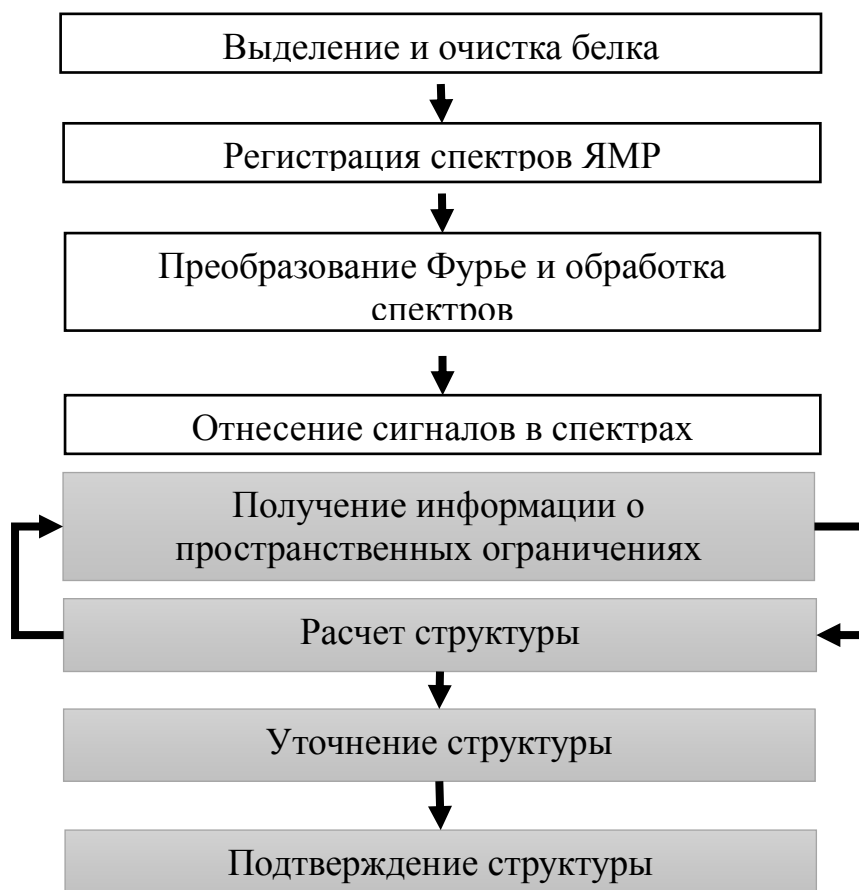 Выделение и очистка белка
Регистрация спектров ЯМР
Преобразование Фурье и обработка
спектров
Отнесение сигналов в спектрах
Получение информации о
пространственных ограничениях
Расчет структуры
Уточнение структуры
Подтверждение структуры